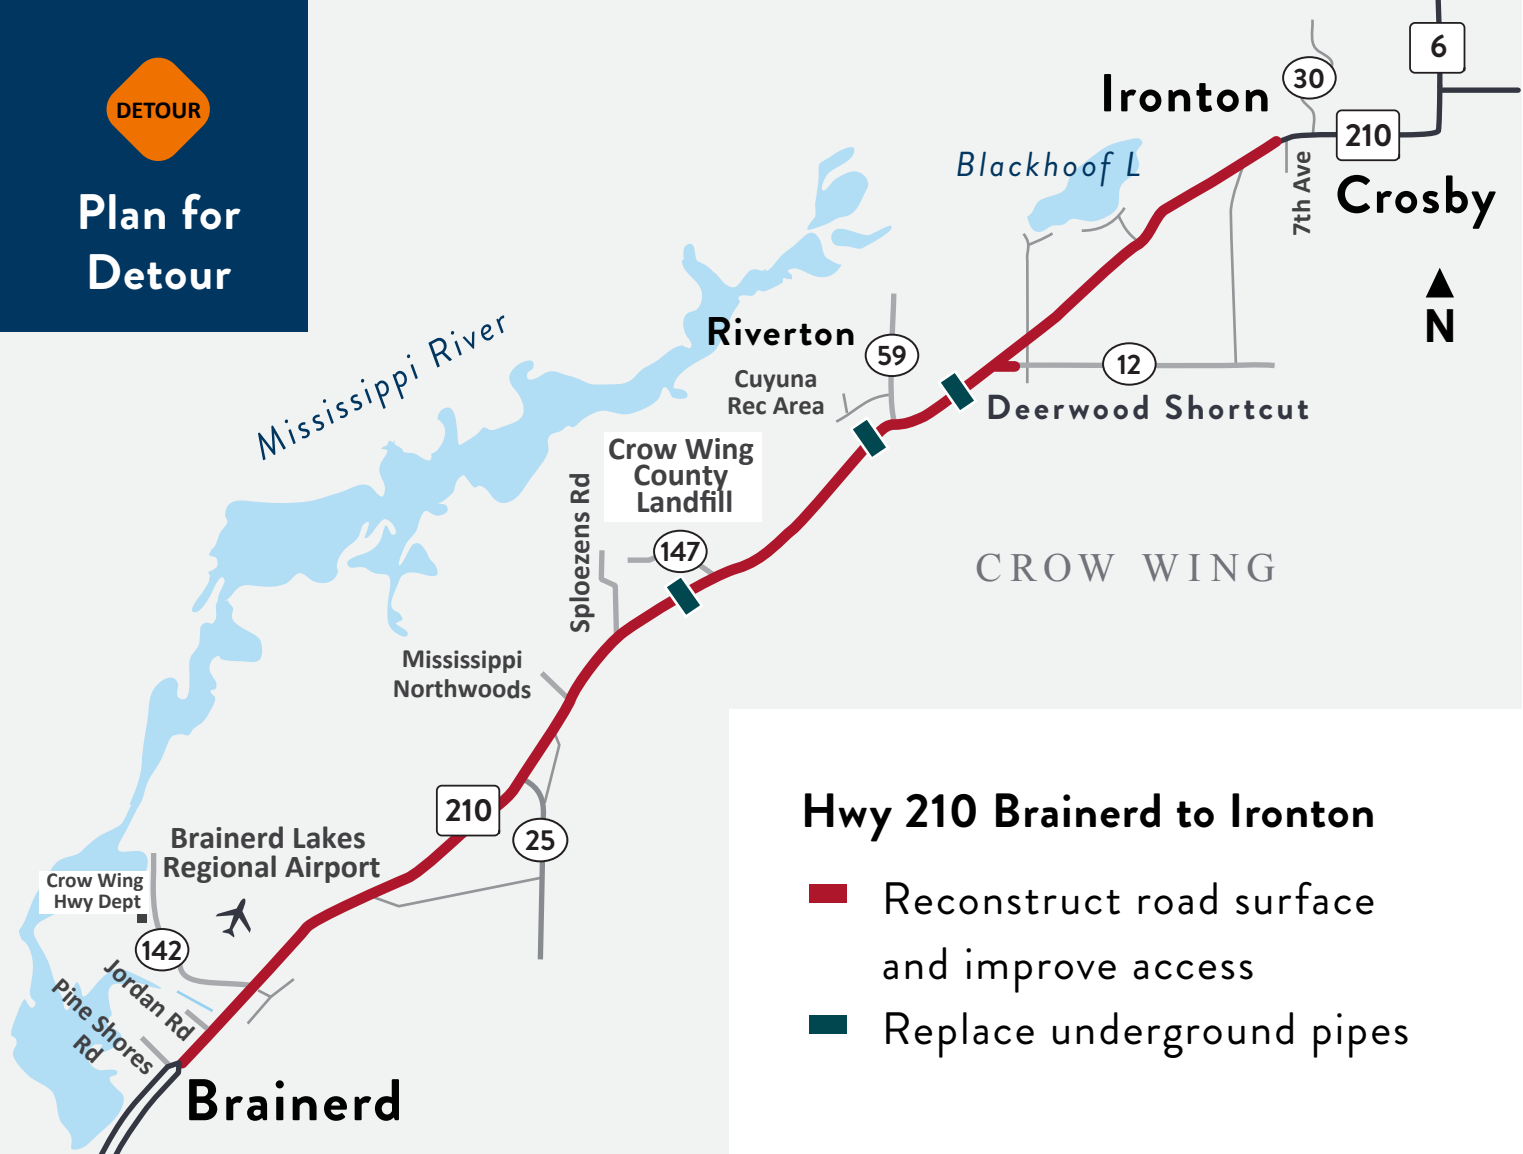 DETOUR
Plan for
Detour
6
30
Ironton
210
Blackhoof L
7th Ave
Crosby
N
Mississippi River
Riverton
59
12
Cuyuna
Rec Area
Deerwood Shortcut
Crow Wing
County
Landfill
Sploezens Rd
147
CROW WING
Mississippi
Northwoods
210
25
Brainerd Lakes
Regional Airport
Crow Wing
Hwy Dept
142
Jordan Rd
Pine Shores
Rd
Brainerd
Hwy 210 Brainerd to Ironton
Reconstruct road surface
and improve access
Replace underground pipes